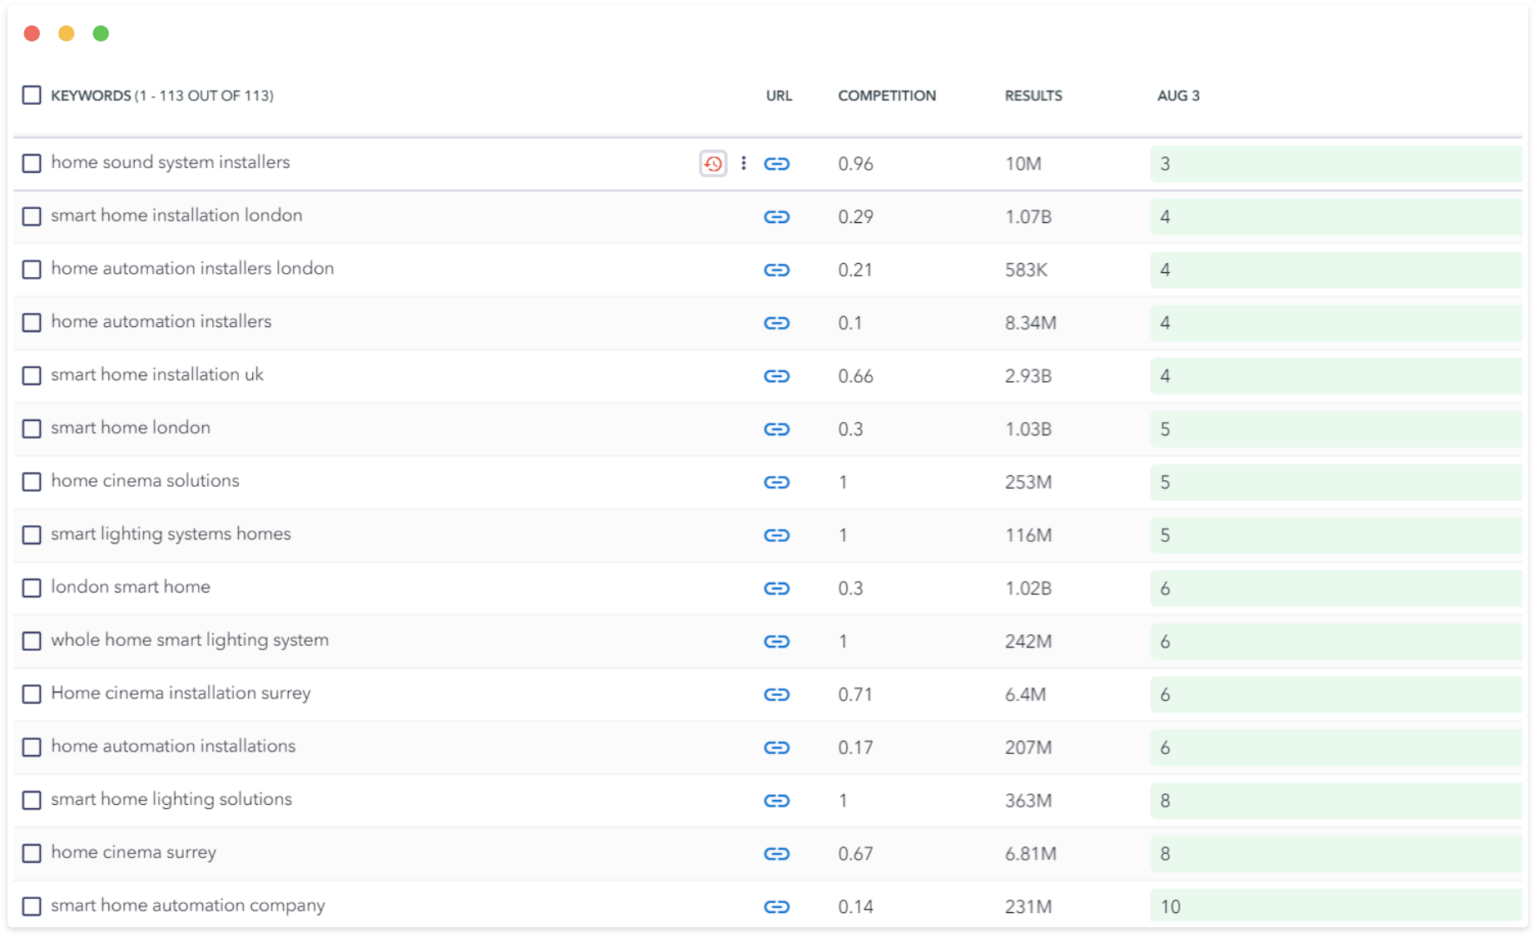 KEYWORDS (1 - 113 OUT OF 113) URL COMPETITION RESULTS AUG 3
home sound system installers 0.96 10M 3
smart home installation london 0.29 1.07B 4
home automation installers london 0.21 583K 4
home automation installers 0.1 8.34M 4
smart home installation uk 0.66 2.93B 4
smart home london 0.3 1.03B 5
home cinema solutions 1 253M 5
smart lighting systems homes 1 116M 5
london smart home 0.3 1.02B 6
whole home smart lighting system 1 242M 6
Home cinema installation surrey 0.71 6.4M 6
home automation installations 0.17 207M 6
smart home lighting solutions 1 363M 8
home cinema surrey 0.67 6.81M 8
smart home automation company 0.14 231M 10